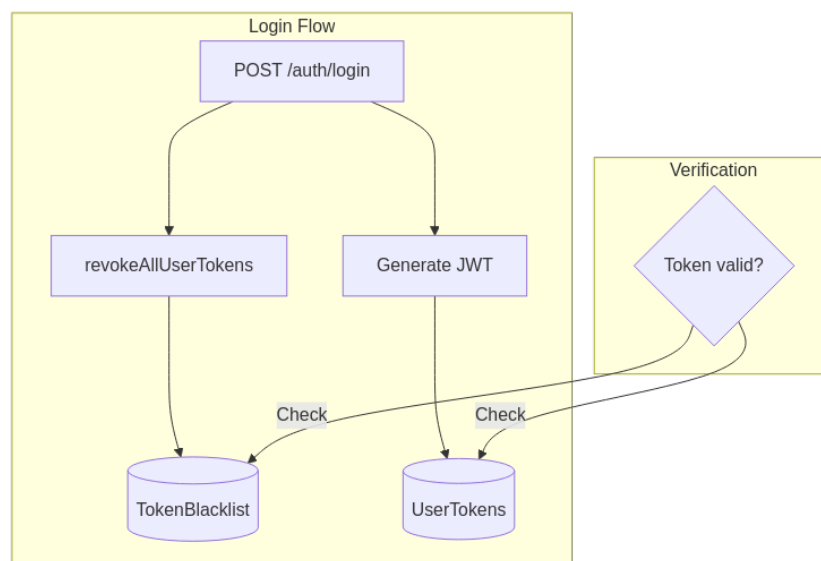 Login Flow
POST /auth/login
Verification
revokeAllUserTokens
Generate JWT
Token valid?
Check
Check
TokenBlacklist
UserTokens